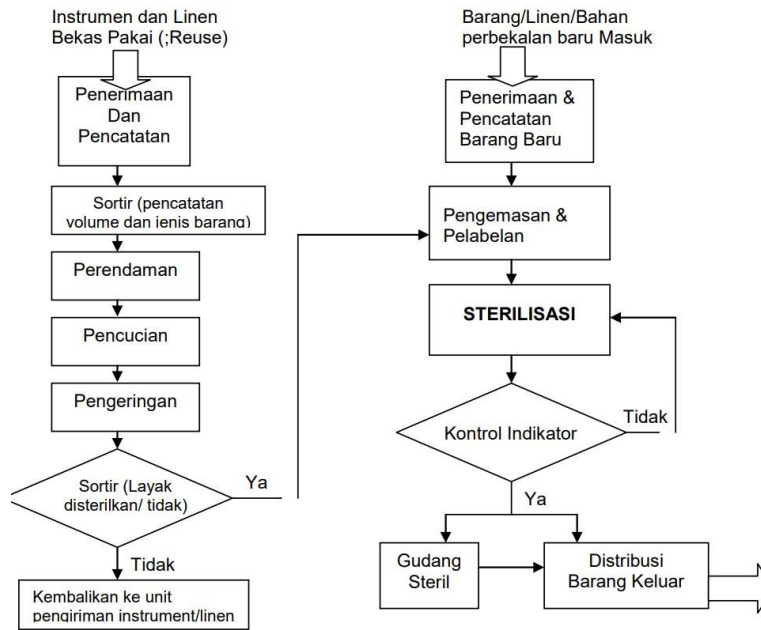 Instrumen dan Linen
Bekas Pakai (;Reuse)
Penerimaan
Dan
Pencatatan
Sortir (pencatatan
volume dan jenis barang)
Perendaman
Pencucian
Pengeringan
Sortir (Layak
disterilkan/ tidak)
Ya
Tidak
Kembalikan ke unit
pengiriman instrument/linen
Barang/Linen/Bahan
perbekalan baru Masuk
Penerimaan &
Pencatatan
Barang Baru
Pengemasan &
Pelabelan
STERILISASI
Kontrol Indikator
Tidak
Ya
Gudang
Steril
Distribusi
Barang Keluar